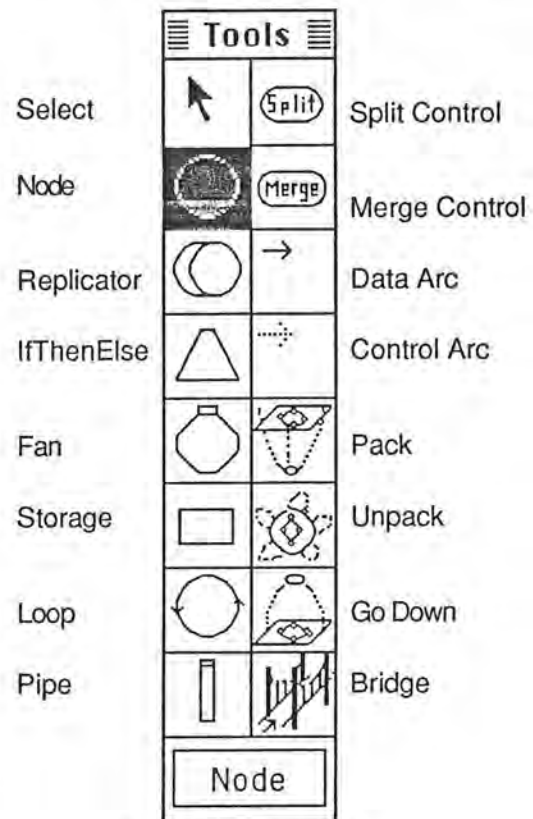 Tools
Select
Split
Split Control
Node
Merge
Merge Control
Replicator
Data Arc
IfThenElse
Control Arc
Fan
Pack
Storage
Unpack
Loop
Go Down
Pipe
Bridge
Node